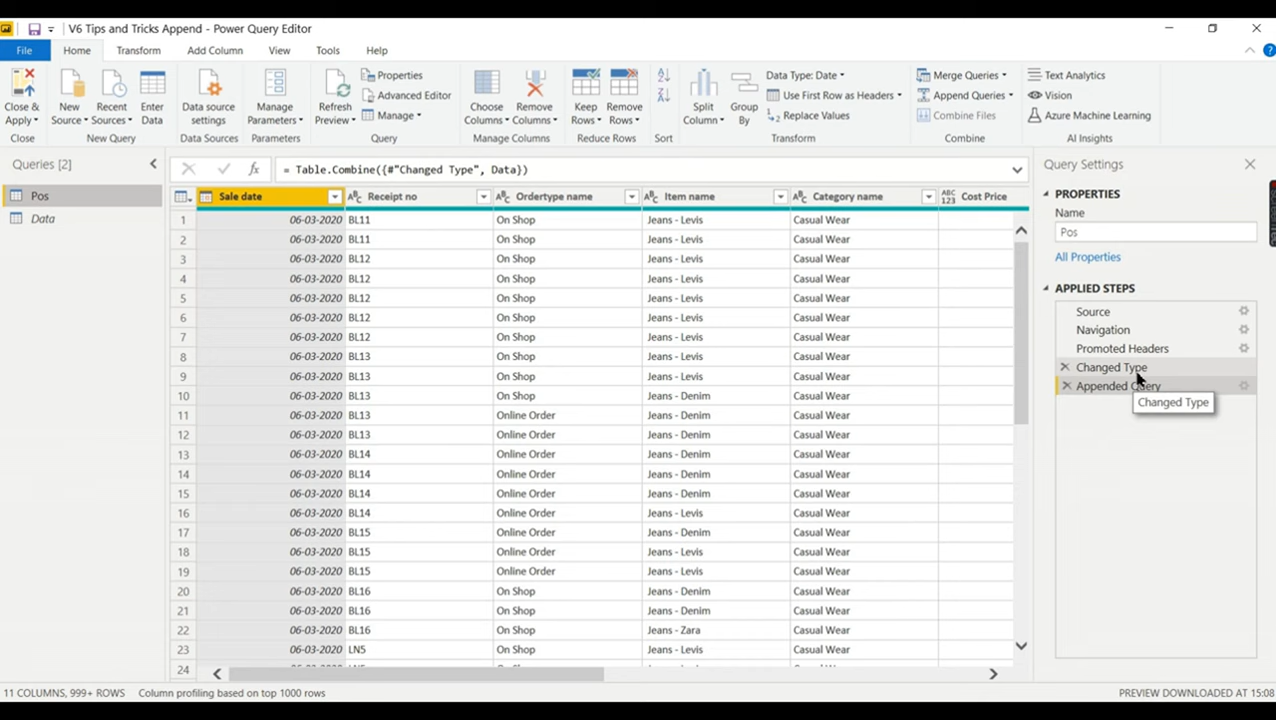 V6 Tips and Tricks Append - Power Query Editor
File Home Transform Add Column View Tools Help
Close & Apply
New Source
Recent Sources
Enter Data
Data source settings
Manage Parameters
Refresh Preview
Properties
Advanced Editor
Manage
Choose Columns
Remove Columns
Keep Rows
Remove Rows
Split Column
Group By
Data Type: Date
Use First Row as Headers
Replace Values
Merge Queries
Append Queries
Combine Files
Text Analytics
Vision
Azure Machine Learning
Close New Query Data Sources Parameters Query Manage Columns Reduce Rows Sort Transform Combine AI Insights
Queries [2]
Pos
Data
fx = Table.Combine({#"Changed Type", Data})
Sale date ABC Receipt no ABC Ordertype name ABC Item name ABC Category name ABC 123 Cost Price
1 06-03-2020 BL11 On Shop Jeans - Levis Casual Wear
2 06-03-2020 BL11 On Shop Jeans - Levis Casual Wear
3 06-03-2020 BL12 On Shop Jeans - Levis Casual Wear
4 06-03-2020 BL12 On Shop Jeans - Levis Casual Wear
5 06-03-2020 BL12 On Shop Jeans - Levis Casual Wear
6 06-03-2020 BL12 On Shop Jeans - Levis Casual Wear
7 06-03-2020 BL12 On Shop Jeans - Levis Casual Wear
8 06-03-2020 BL13 On Shop Jeans - Levis Casual Wear
9 06-03-2020 BL13 On Shop Jeans - Levis Casual Wear
10 06-03-2020 BL13 On Shop Jeans - Denim Casual Wear
11 06-03-2020 BL13 Online Order Jeans - Denim Casual Wear
12 06-03-2020 BL13 Online Order Jeans - Denim Casual Wear
13 06-03-2020 BL14 Online Order Jeans - Denim Casual Wear
14 06-03-2020 BL14 Online Order Jeans - Denim Casual Wear
15 06-03-2020 BL14 Online Order Jeans - Denim Casual Wear
16 06-03-2020 BL14 Online Order Jeans - Levis Casual Wear
17 06-03-2020 BL15 Online Order Jeans - Denim Casual Wear
18 06-03-2020 BL15 Online Order Jeans - Levis Casual Wear
19 06-03-2020 BL15 Online Order Jeans - Levis Casual Wear
20 06-03-2020 BL16 On Shop Jeans - Denim Casual Wear
21 06-03-2020 BL16 On Shop Jeans - Denim Casual Wear
22 06-03-2020 BL16 On Shop Jeans - Zara Casual Wear
23 06-03-2020 LN5 On Shop Jeans - Levis Casual Wear
24
Query Settings
PROPERTIES
Name
Pos
All Properties
APPLIED STEPS
Source
Navigation
Promoted Headers
Changed Type
Appended Query
Changed Type
11 COLUMNS, 999+ ROWS Column profiling based on top 1000 rows
PREVIEW DOWNLOADED AT 15:08